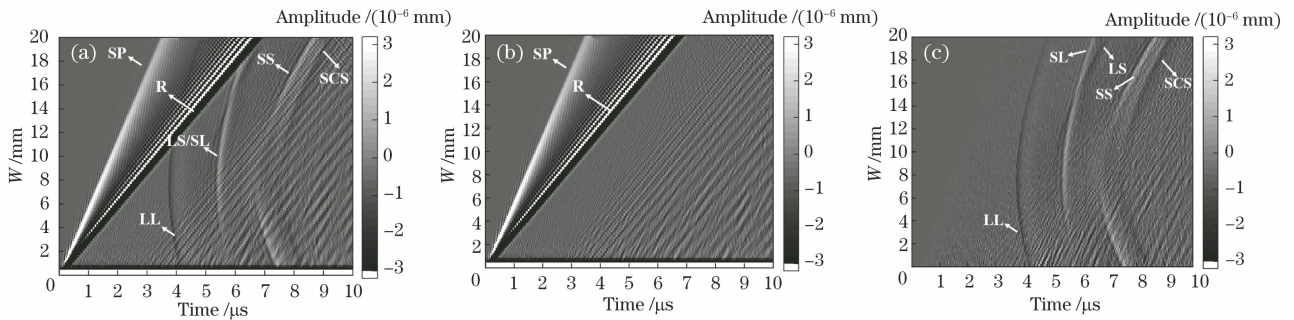 Amplitude /(10⁻⁶ mm)
(a)
SP
R
LS/SL
LL
SS
SCS
W /mm
20
18
16
14
12
10
8
6
4
2
0
1 2 3 4 5 6 7 8 9 10
Time /μs
3
2
1
0
−1
−2
−3
Amplitude /(10⁻⁶ mm)
(b)
SP
R
W /mm
20
18
16
14
12
10
8
6
4
2
0
1 2 3 4 5 6 7 8 9 10
Time /μs
3
2
1
0
−1
−2
−3
Amplitude /(10⁻⁶ mm)
(c)
SL
LS
SS
SCS
LL
W /mm
20
18
16
14
12
10
8
6
4
2
0
1 2 3 4 5 6 7 8 9 10
Time /μs
3
2
1
0
−1
−2
−3